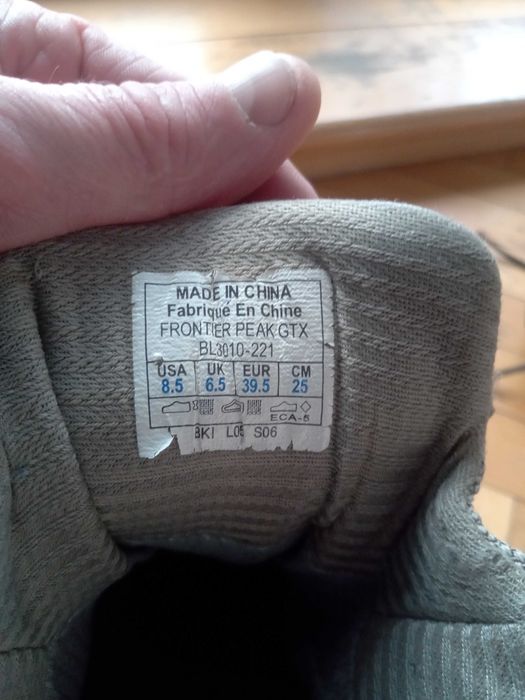 MADE IN CHINA
Fabriqué En Chine
FRONTIER PEAK GTX
BL3010-221
USA UK EUR CM
8.5 6.5 39.5 25
ECA-5
BKI L05 S06